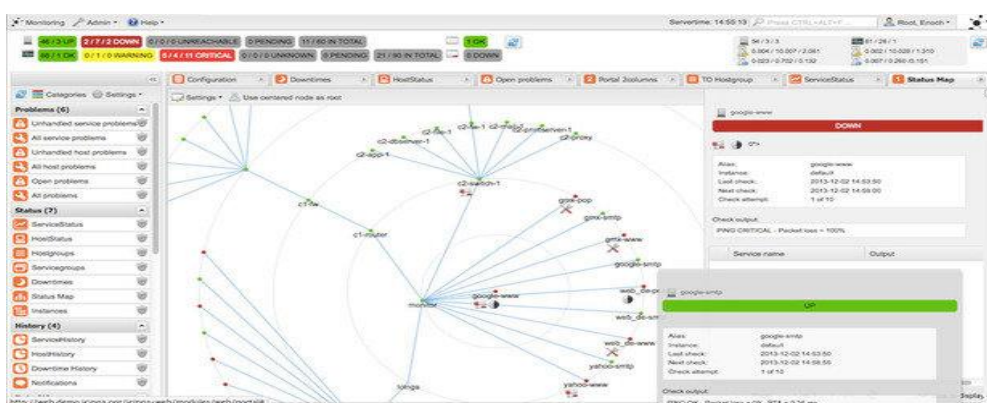 Monitoring Admin Help Servertime: 14:55:13 Press CTRL+ALT+F... Root, Enoch
46 / 3 UP 2 / 7 / 2 DOWN 0 / 0 / 0 UNREACHABLE 0 PENDING 11 / 60 IN TOTAL 1 OK
66 / 1 OK 0 / 1 / 0 WARNING 5 / 4 / 11 CRITICAL 0 / 0 / 0 UNKNOWN 0 PENDING 21 / 90 IN TOTAL 0 DOWN
Configuration Downtimes HostStatus Open problems Portal 2columns TO Hostgroup ServiceStatus Status Map
Categories Settings
Settings Use centered node as root
Problems (6)
Unhandled service problems
All service problems
Unhandled host problems
All host problems
Open problems
All problems
Status (7)
ServiceStatus
HostStatus
Hostgroups
Servicegroups
Downtimes
Status Map
Instances
History (4)
ServiceHistory
HostHistory
Downtime History
Notifications
c2-proxy
c2-dbserver-1
c2-app-1
c2-switch-1
c1-fw
c1-router
monitor
gmx-pop
gmx-smtp
gmx-www
google-smtp
google-www
web_de-www
yahoo-smtp
yahoo-www
google-www
DOWN
Alias: google-www
Instance: default
Last check: 2013-12-02 14:53:50
Next check: 2013-12-02 14:59:00
Check attempt: 1 of 10
Check output:
PING CRITICAL - Packet loss = 100%
Service name Output
google-smtp
UP
Alias: google-smtp
Instance: default
Last check: 2013-12-02 14:53:50
Next check: 2013-12-02 14:58:55
Check attempt: 1 of 10
Check output: